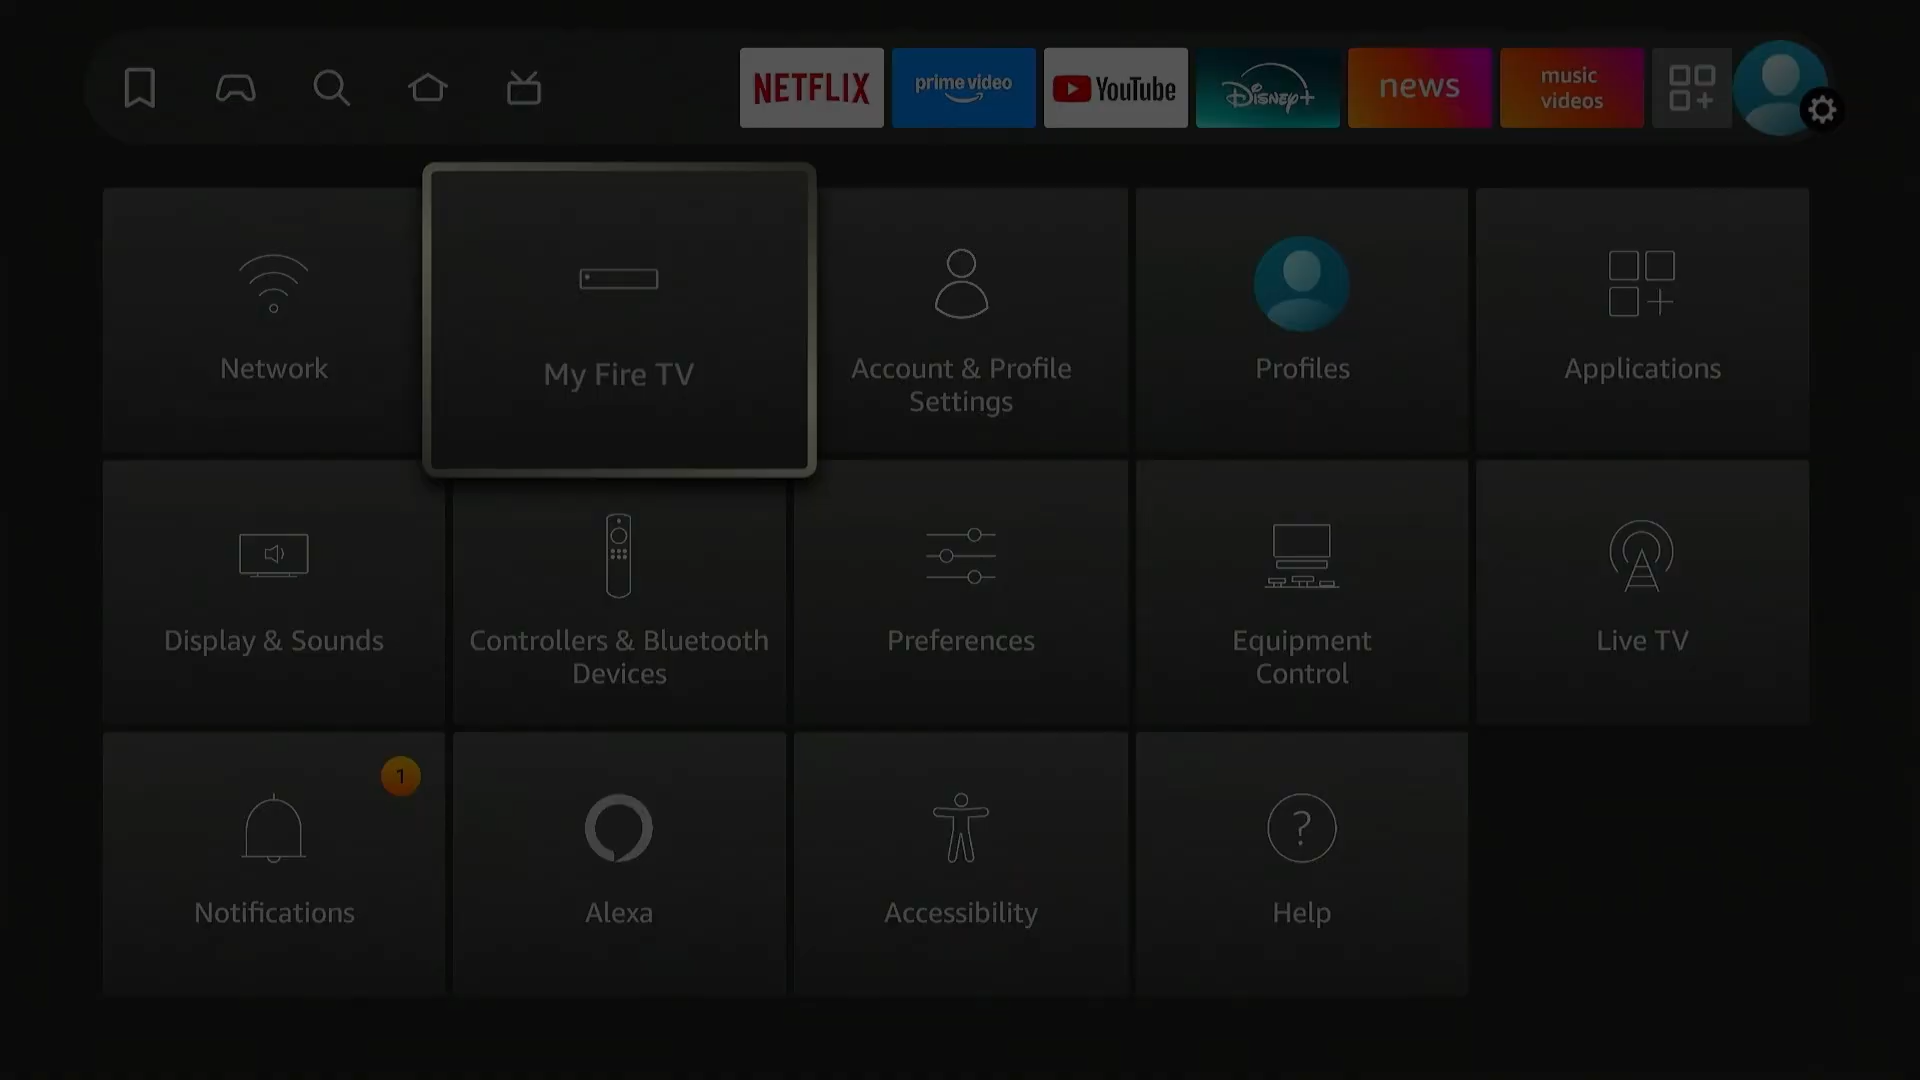 NETFLIX
prime video
YouTube
Disney+
news
music
videos
Network
My Fire TV
Account & Profile
Settings
Profiles
Applications
Display & Sounds
Controllers & Bluetooth
Devices
Preferences
Equipment
Control
Live TV
1
Notifications
Alexa
Accessibility
?
Help